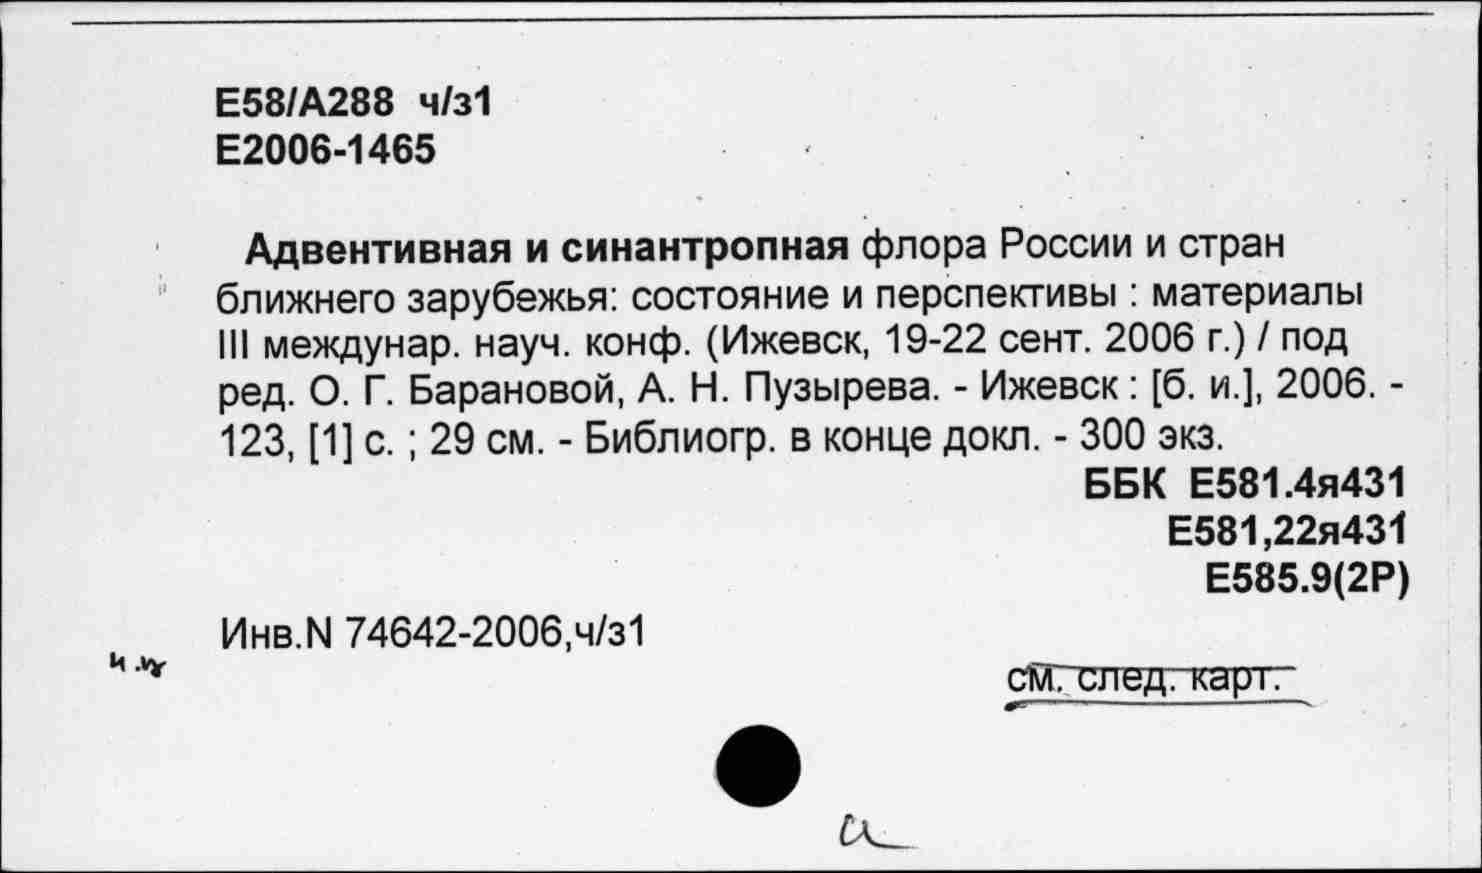 Е58/А288 ч/з1
Е2006-1465
Адвентивная и синантропная флора России и стран
ближнего зарубежья: состояние и перспективы : материалы
III междунар. науч. конф. (Ижевск, 19-22 сент. 2006 г.) / под
ред. О. Г. Барановой, А. Н. Пузырева. - Ижевск : [б. и.], 2006. -
123, [1] с. ; 29 см. - Библиогр. в конце докл. - 300 экз.
ББК Е581.4я431
Е581,22я431
Е585.9(2Р)
Инв.N 74642-2006,ч/з1
см. след. карт.